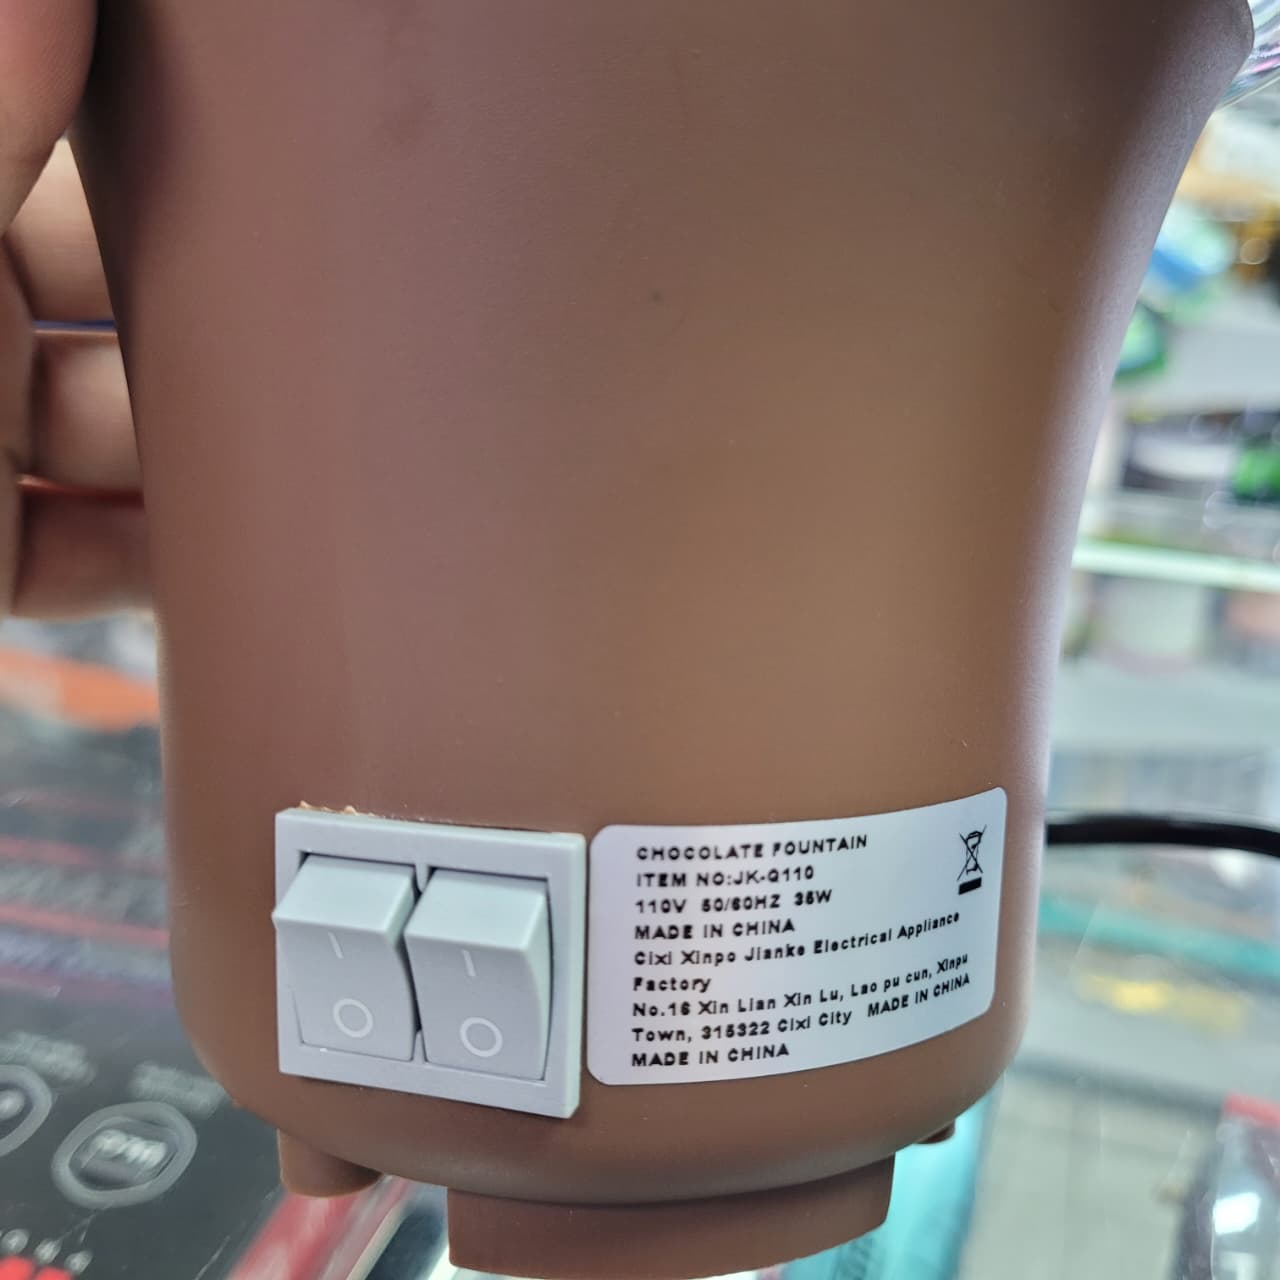 CHOCOLATE FOUNTAIN
ITEM NO:JK-Q110
110V 50/60HZ 35W
MADE IN CHINA
Cixi Xinpo Jianke Electrical Appliance
Factory
No.16 Xin Lian Xin Lu, Lao pu cun, Xinpu
Town, 315322 Cixi City MADE IN CHINA
MADE IN CHINA